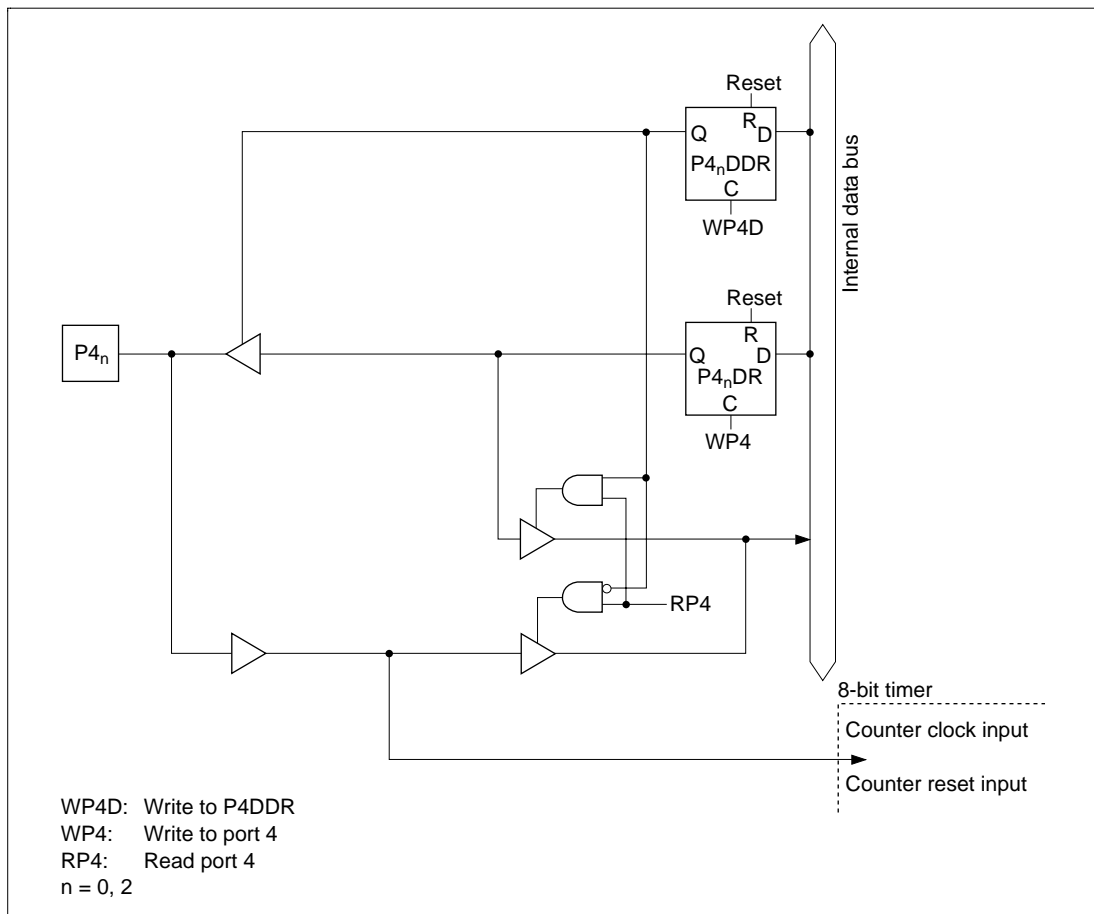 Reset
R
Q D
P4nDDR
C
WP4D
Internal data bus
Reset
R
P4n
Q D
P4nDR
C
WP4
RP4
8-bit timer
Counter clock input
Counter reset input
WP4D: Write to P4DDR
WP4: Write to port 4
RP4: Read port 4
n = 0, 2